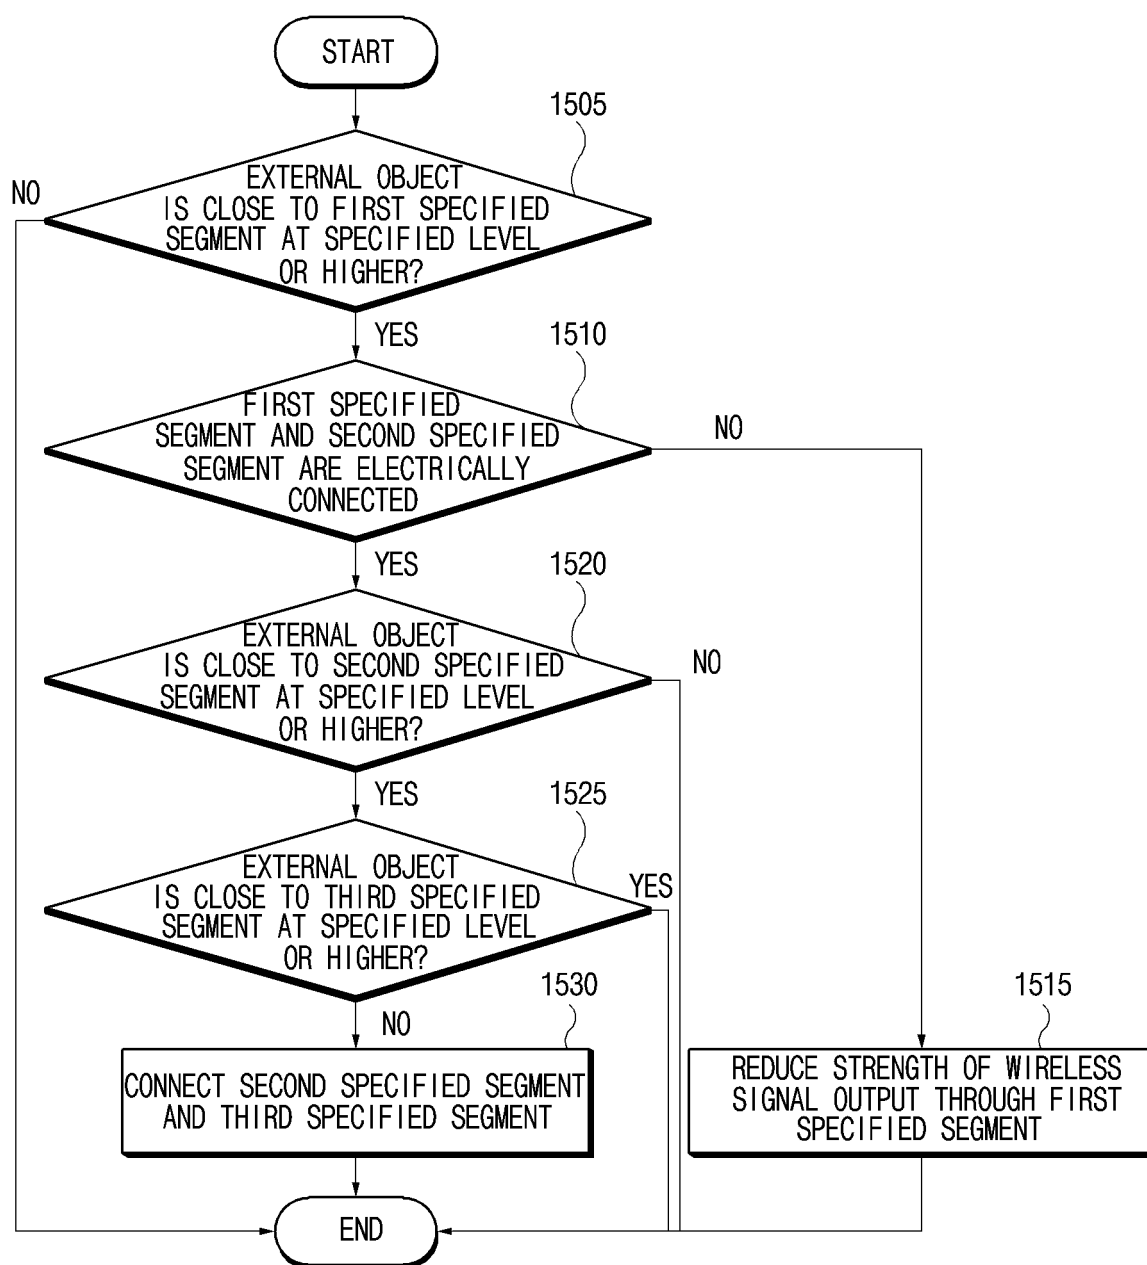 START
1505
EXTERNAL OBJECT
IS CLOSE TO FIRST SPECIFIED
SEGMENT AT SPECIFIED LEVEL
OR HIGHER?
NO
YES
1510
FIRST SPECIFIED
SEGMENT AND SECOND SPECIFIED
SEGMENT ARE ELECTRICALLY
CONNECTED
NO
YES
1520
EXTERNAL OBJECT
IS CLOSE TO SECOND SPECIFIED
SEGMENT AT SPECIFIED LEVEL
OR HIGHER?
NO
YES
1525
EXTERNAL OBJECT
IS CLOSE TO THIRD SPECIFIED
SEGMENT AT SPECIFIED LEVEL
OR HIGHER?
YES
NO
1530
CONNECT SECOND SPECIFIED SEGMENT
AND THIRD SPECIFIED SEGMENT
1515
REDUCE STRENGTH OF WIRELESS
SIGNAL OUTPUT THROUGH FIRST
SPECIFIED SEGMENT
END